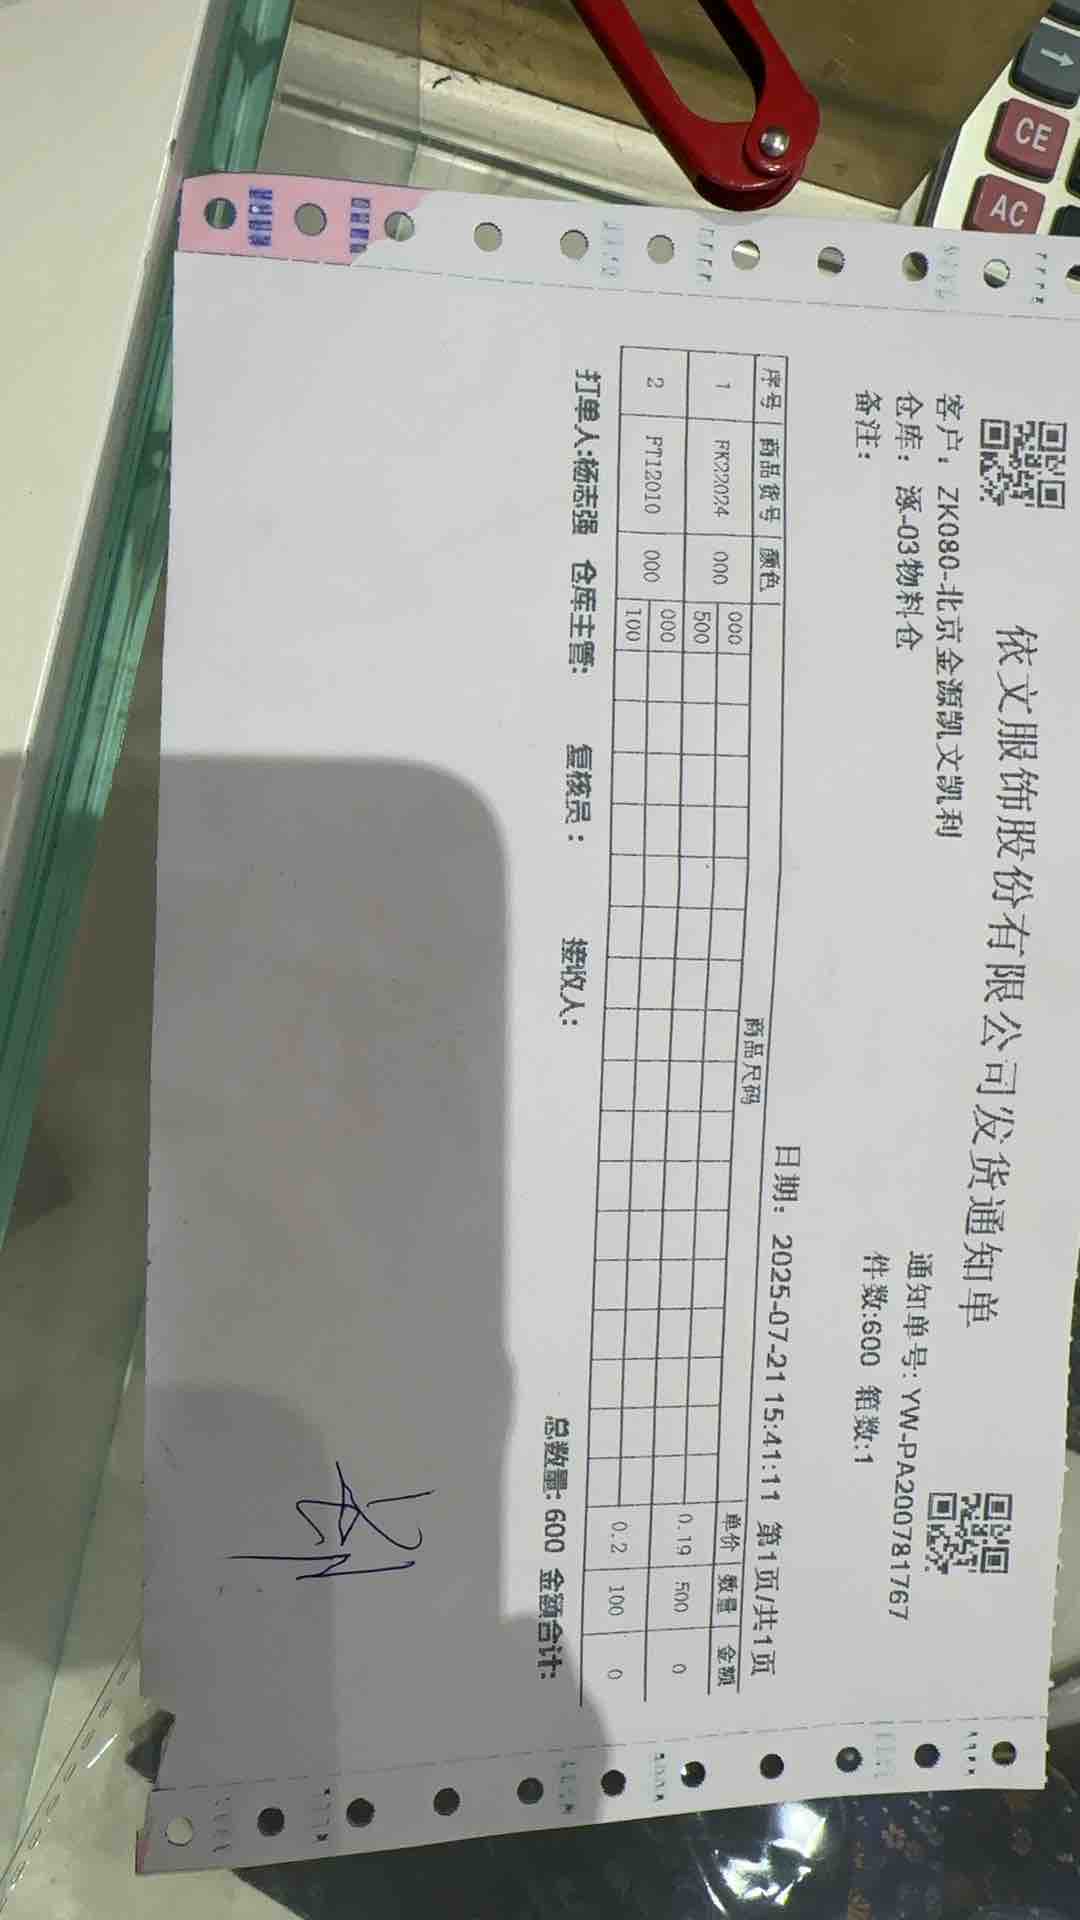 依文服饰股份有限公司发货通知单
客户: ZK080-北京金源凯文凯利 通知单号: YW-PA200781767
仓库: 涿-03物料仓 件数:600 箱数:1
备注:
日期: 2025-07-21 15:41:11 第1页/共1页
序号 商品货号 颜色 商品尺码 单价 数量 金额
1 FK22024 000 000 0.19 500 0
500
2 FT12010 000 000 0.2 100 0
100
打单人:杨志强 仓库主管: 复核员: 接收人: 总数量: 600 金额合计:
CE
AC